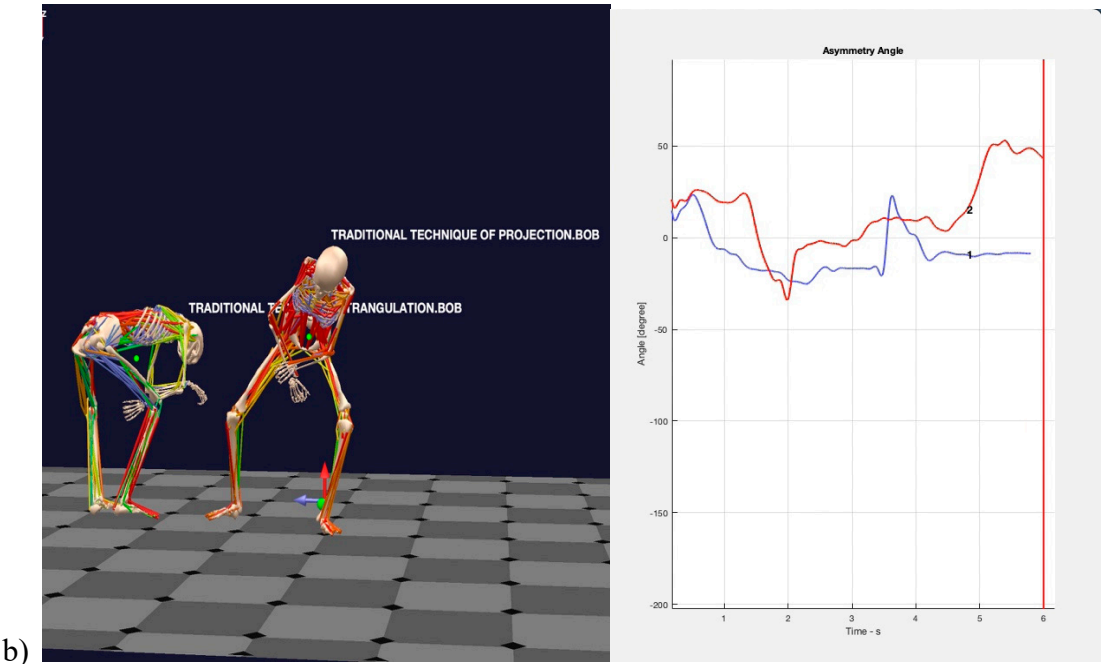 z
TRADITIONAL TECHNIQUE OF PROJECTION.BOB
TRADITIONAL TE TRANGULATION.BOB
b)
Asymmetry Angle
Angle [degree]
50
0
-50
-100
-150
-200
2
1
1 2 3 4 5 6
Time - s